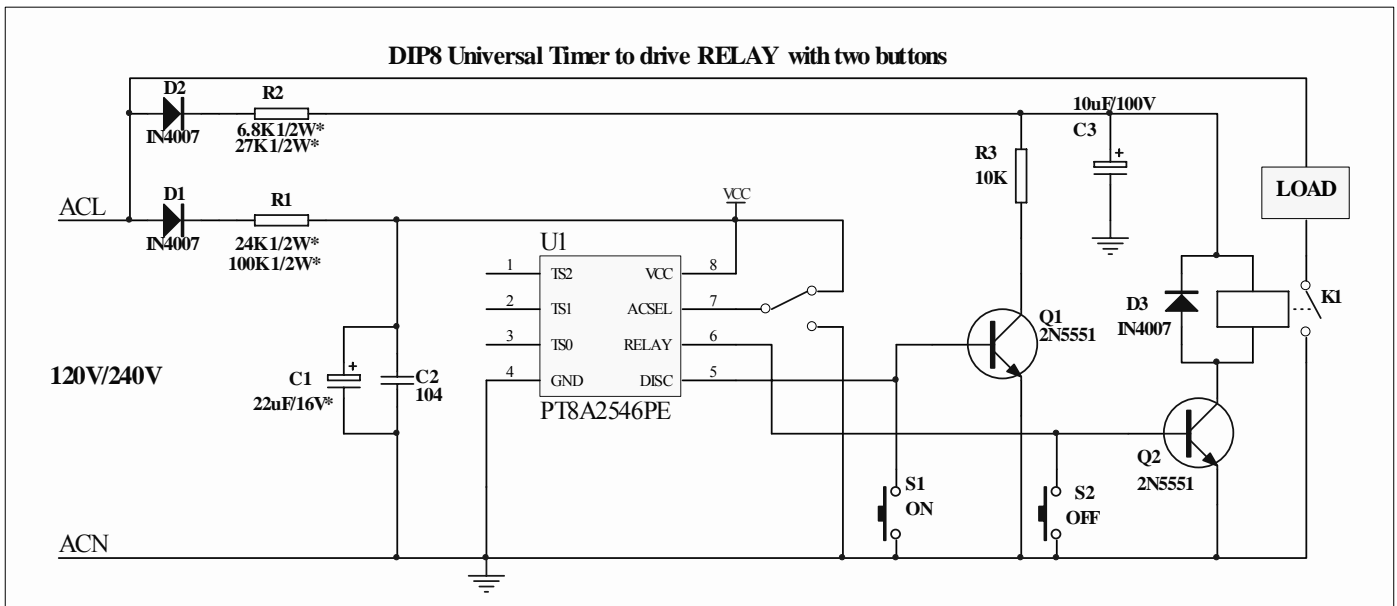 DIP8 Universal Timer to drive RELAY with two buttons
D2
IN4007
R2
6.8K1/2W*
27K1/2W*
10uF/100V
C3
+
R3
10K
LOAD
ACL
D1
IN4007
R1
24K1/2W*
100K1/2W*
VCC
U1
1
TS2
VCC
8
2
TS1
ACSEL
7
3
TS0
RELAY
6
4
GND
DISC
5
PT8A2546PE
Q1
2N5551
D3
IN4007
K1
120V/240V
+
C1
22uF/16V*
C2
104
Q2
2N5551
S1
ON
S2
OFF
ACN